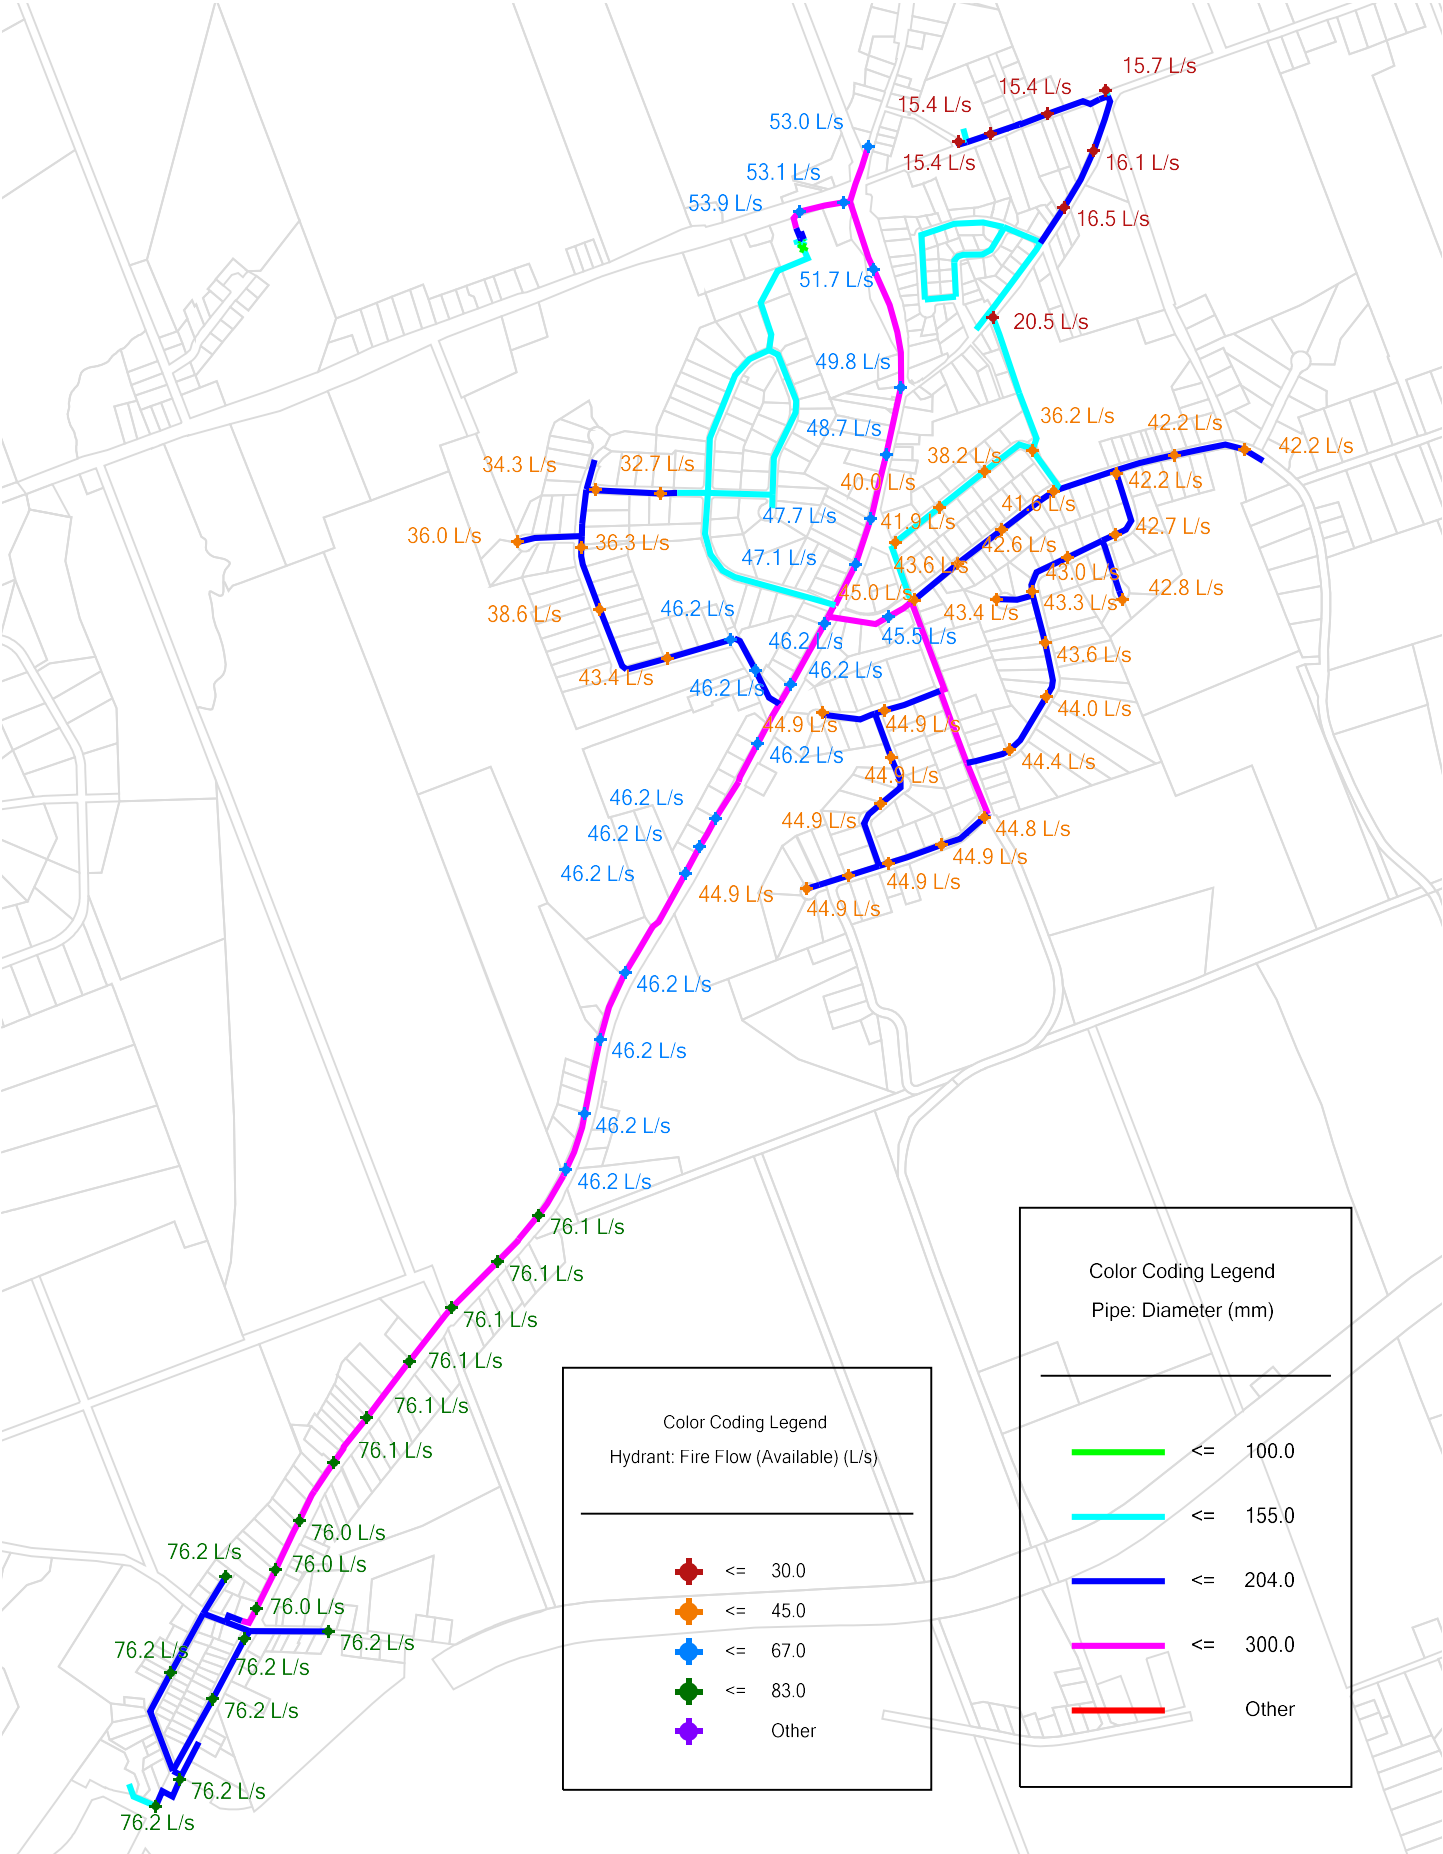 15.7 L/s
15.4 L/s
15.4 L/s
53.0 L/s
15.4 L/s
16.1 L/s
53.1 L/s
53.9 L/s
16.5 L/s
51.7 L/s
20.5 L/s
49.8 L/s
36.2 L/s
42.2 L/s
48.7 L/s
42.2 L/s
38.2 L/s
34.3 L/s
32.7 L/s
40.0 L/s
42.2 L/s
41.6 L/s
47.7 L/s
41.9 L/s
42.7 L/s
36.0 L/s
36.3 L/s
42.6 L/s
47.1 L/s
43.6 L/s
43.0 L/s
42.8 L/s
45.0 L/s
43.3 L/s
46.2 L/s
43.4 L/s
38.6 L/s
45.5 L/s
46.2 L/s
43.6 L/s
46.2 L/s
43.4 L/s
46.2 L/s
44.0 L/s
44.9 L/s
44.9 L/s
46.2 L/s
44.4 L/s
44.9 L/s
46.2 L/s
44.9 L/s
44.8 L/s
46.2 L/s
44.9 L/s
46.2 L/s
44.9 L/s
44.9 L/s
44.9 L/s
46.2 L/s
46.2 L/s
46.2 L/s
46.2 L/s
76.1 L/s
76.1 L/s
76.1 L/s
76.1 L/s
76.1 L/s
76.1 L/s
76.0 L/s
76.2 L/s
76.0 L/s
76.0 L/s
76.2 L/s
76.2 L/s
76.2 L/s
76.2 L/s
76.2 L/s
76.2 L/s
Color Coding Legend
Hydrant: Fire Flow (Available) (L/s)
<= 30.0
<= 45.0
<= 67.0
<= 83.0
Other
Color Coding Legend
Pipe: Diameter (mm)
<= 100.0
<= 155.0
<= 204.0
<= 300.0
Other